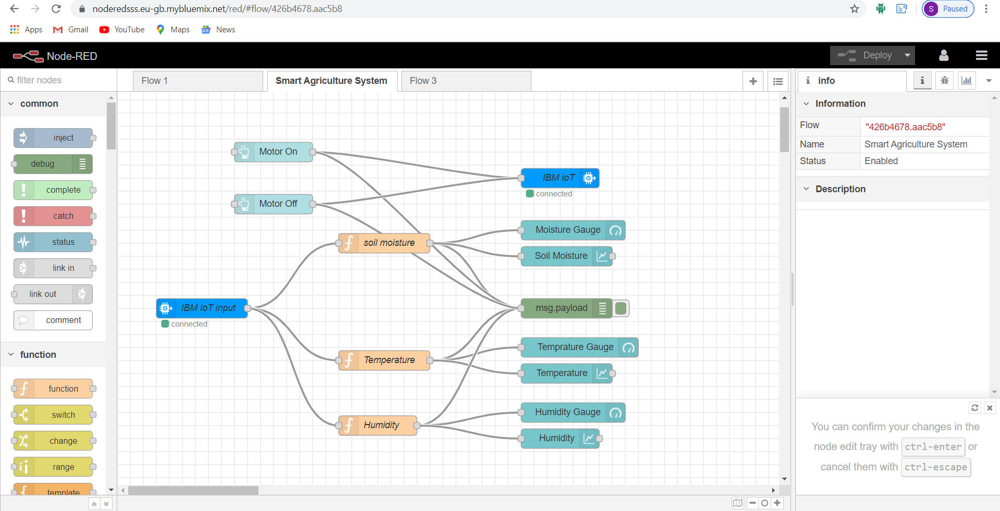 noderedsss.eu-gb.mybluemix.net/red/#flow/426b4678.aac5b8
S Paused
Apps Gmail YouTube Maps News
Node-RED
Deploy
filter nodes
Flow 1
Smart Agriculture System
Flow 3
info
common
inject
debug
complete
catch
status
link in
link out
comment
function
function
switch
change
range
template
Motor On
Motor Off
IBM IoT
connected
soil moisture
Moisture Gauge
Soil Moisture
IBM IoT input
connected
msg.payload
Temperature
Temprature Gauge
Temperature
Humidity
Humidity Gauge
Humidity
Information
Flow "426b4678.aac5b8"
Name Smart Agriculture System
Status Enabled
Description
You can confirm your changes in the
node edit tray with ctrl-enter or
cancel them with ctrl-escape